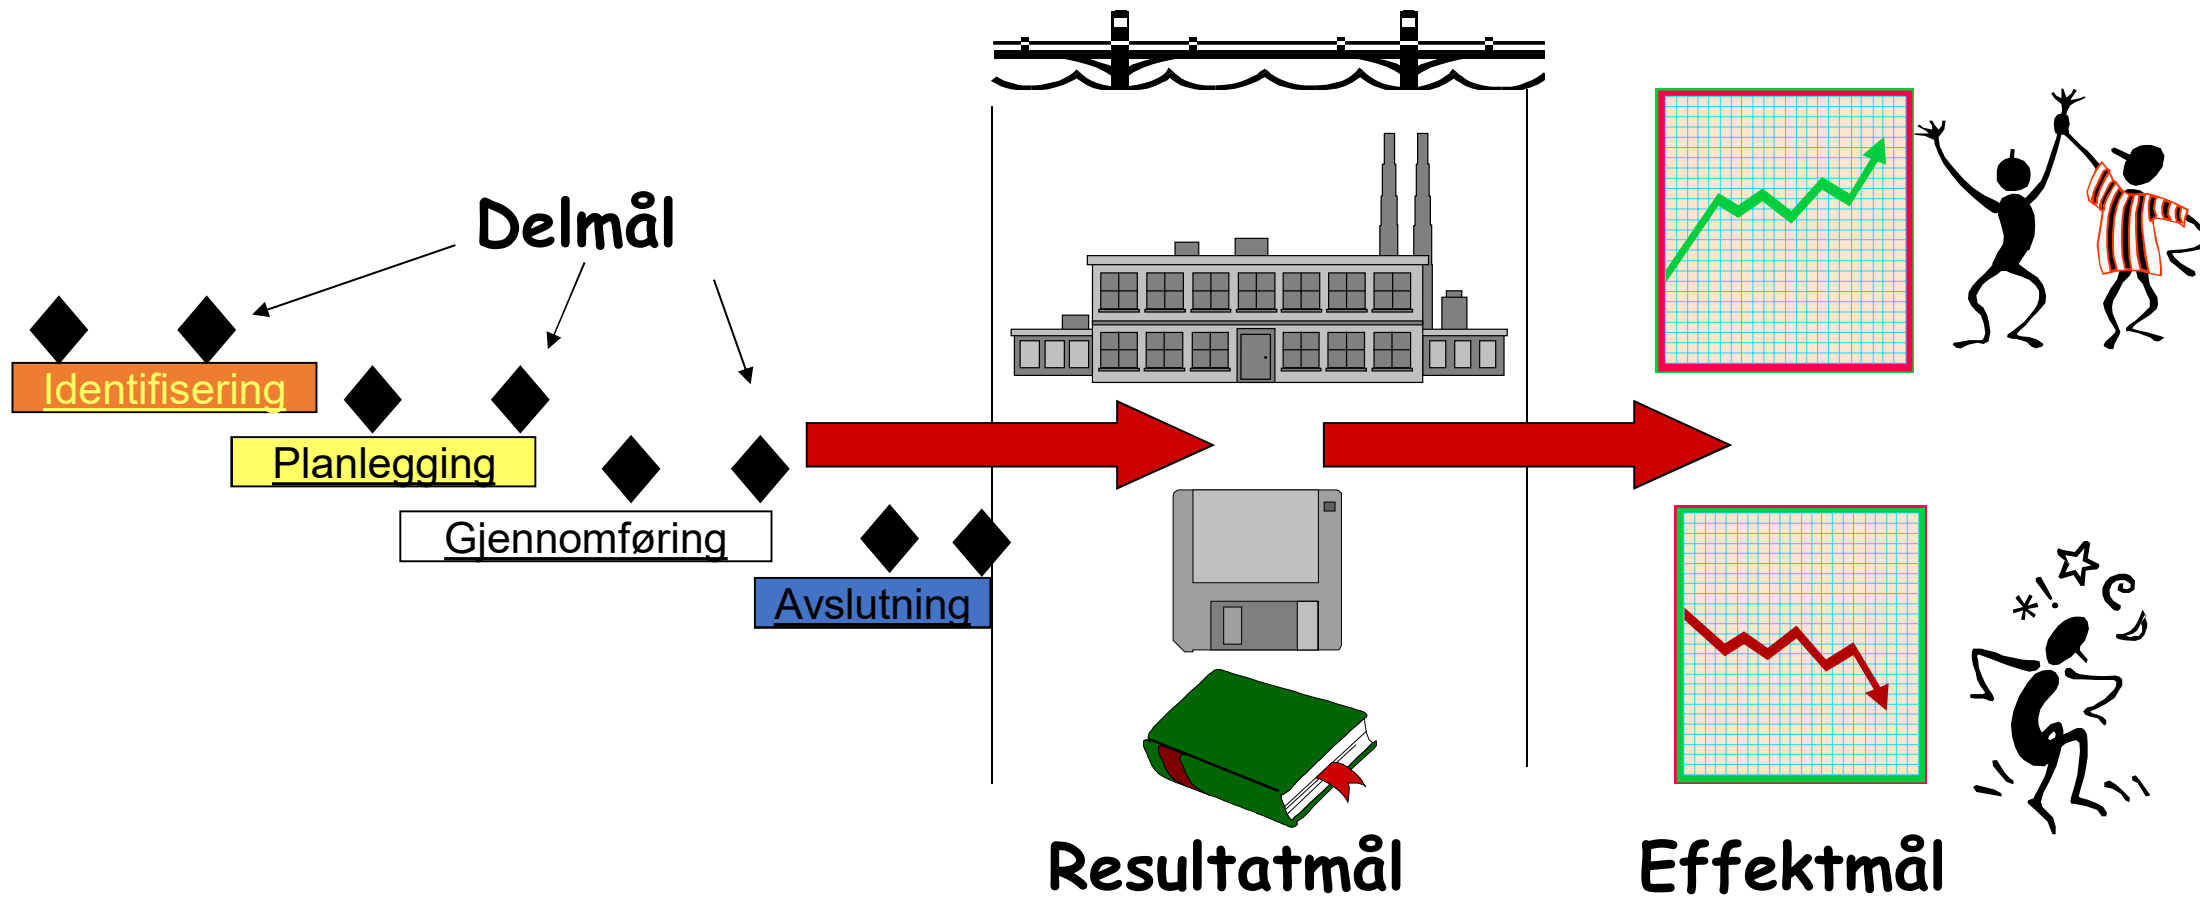 Delmål
Identifisering
Planlegging
Gjennomføring
Avslutning
*!
Resultatmål
Effektmål